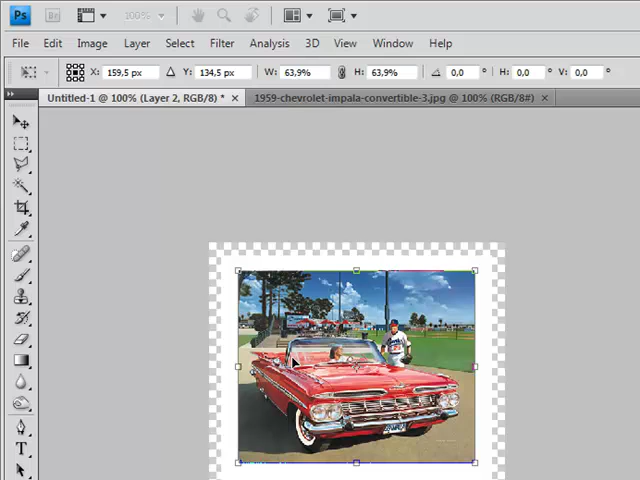 Ps Br 100%
File Edit Image Layer Select Filter Analysis 3D View Window Help
X: 159,5 px Y: 134,5 px W: 63,9% H: 63,9% 0,0 ° H: 0,0 ° V: 0,0 °
Untitled-1 @ 100% (Layer 2, RGB/8) * × 1959-chevrolet-impala-convertible-3.jpg @ 100% (RGB/8#) ×
T